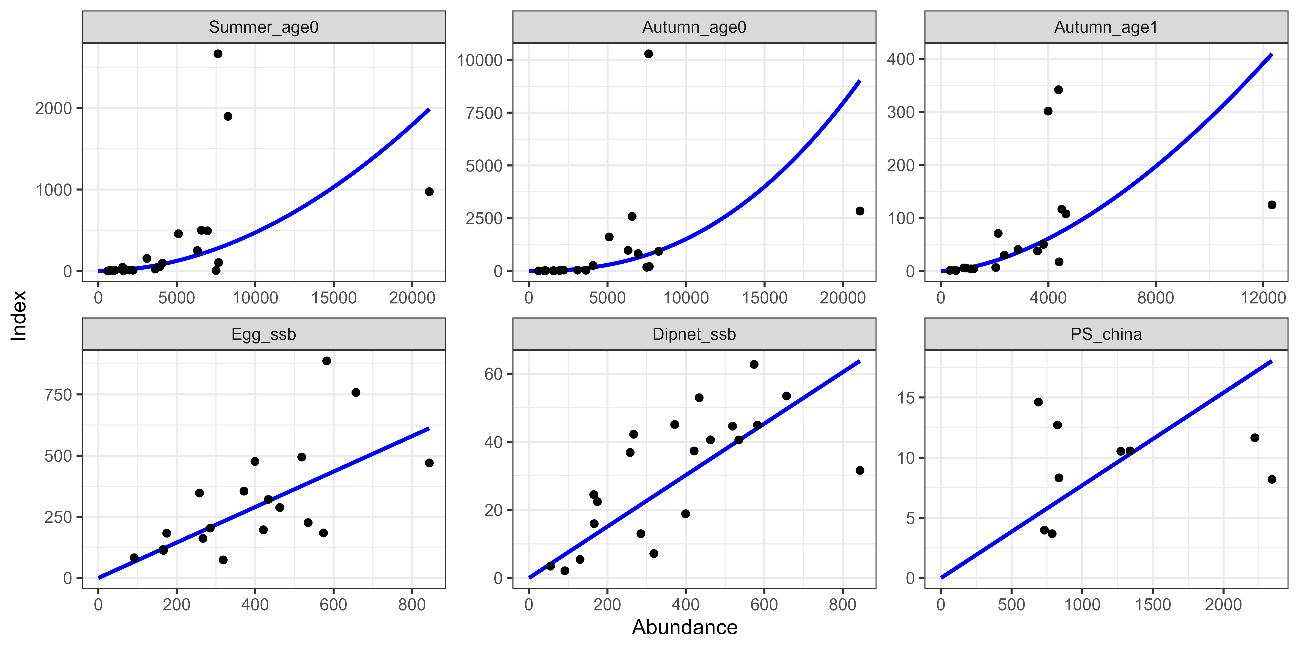 Summer_age0
Autumn_age0
Autumn_age1
2000
1000
0
10000
7500
5000
2500
0
400
300
200
100
0
0 5000 10000 15000 20000
0 5000 10000 15000 20000
0 4000 8000 12000
Index
Egg_ssb
Dipnet_ssb
PS_china
750
500
250
0
60
40
20
0
15
10
5
0
0 200 400 600 800
0 200 400 600 800
0 500 1000 1500 2000
Abundance